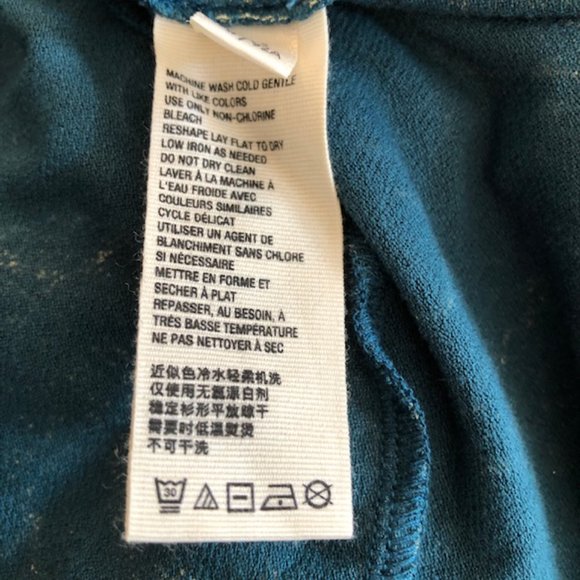 MACHINE WASH COLD GENTLE
WITH LIKE COLORS
USE ONLY NON-CHLORINE
BLEACH
RESHAPE LAY FLAT TO DRY
LOW IRON AS NEEDED
DO NOT DRY CLEAN
LAVER À LA MACHINE À
L'EAU FROIDE AVEC
COULEURS SIMILAIRES
CYCLE DÉLICAT
UTILISER UN AGENT DE
BLANCHIMENT SANS CHLORE
SI NÉCESSAIRE
METTRE EN FORME ET
SECHER À PLAT
REPASSER, AU BESOIN, À
TRÉS BASSE TEMPÉRATURE
NE PAS NETTOYER À SEC
近似色冷水轻柔机洗
仅使用无氯漂白剂
稳定衫形平放晾干
需要时低温熨烫
不可干洗
30